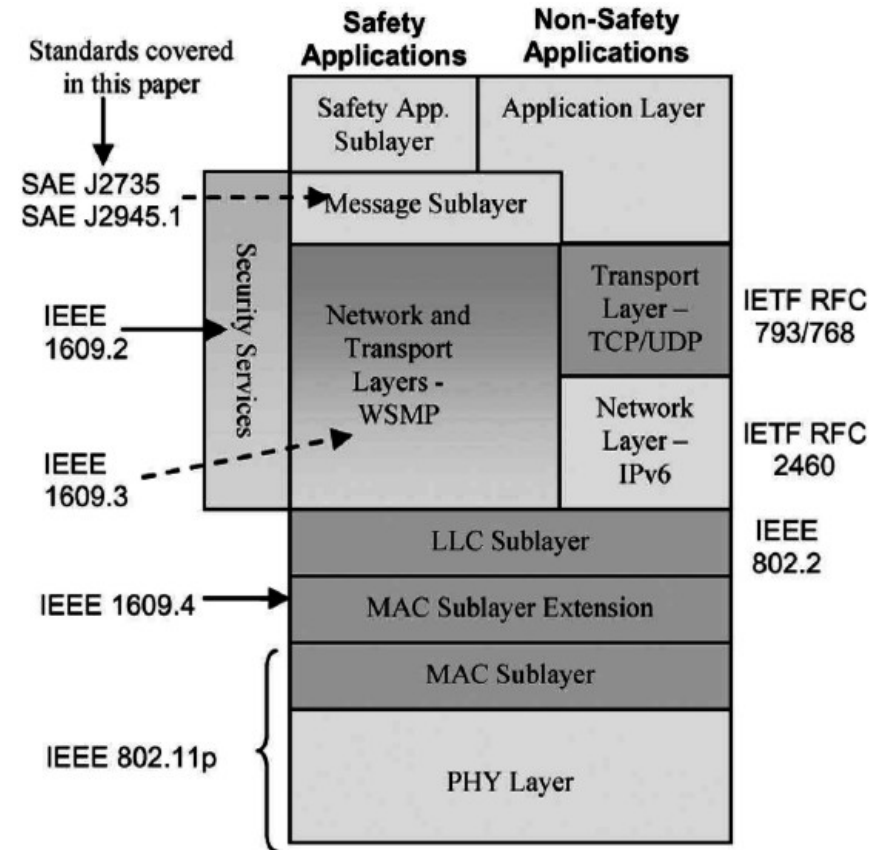 Safety
Applications
Non-Safety
Applications
Standards covered
in this paper
Safety App.
Sublayer
Application Layer
SAE J2735
SAE J2945.1
Message Sublayer
Security Services
IEEE
1609.2
Network and
Transport
Layers -
WSMP
Transport
Layer –
TCP/UDP
IETF RFC
793/768
Network
Layer –
IPv6
IETF RFC
2460
IEEE
1609.3
LLC Sublayer
IEEE
802.2
IEEE 1609.4
MAC Sublayer Extension
MAC Sublayer
IEEE 802.11p
PHY Layer